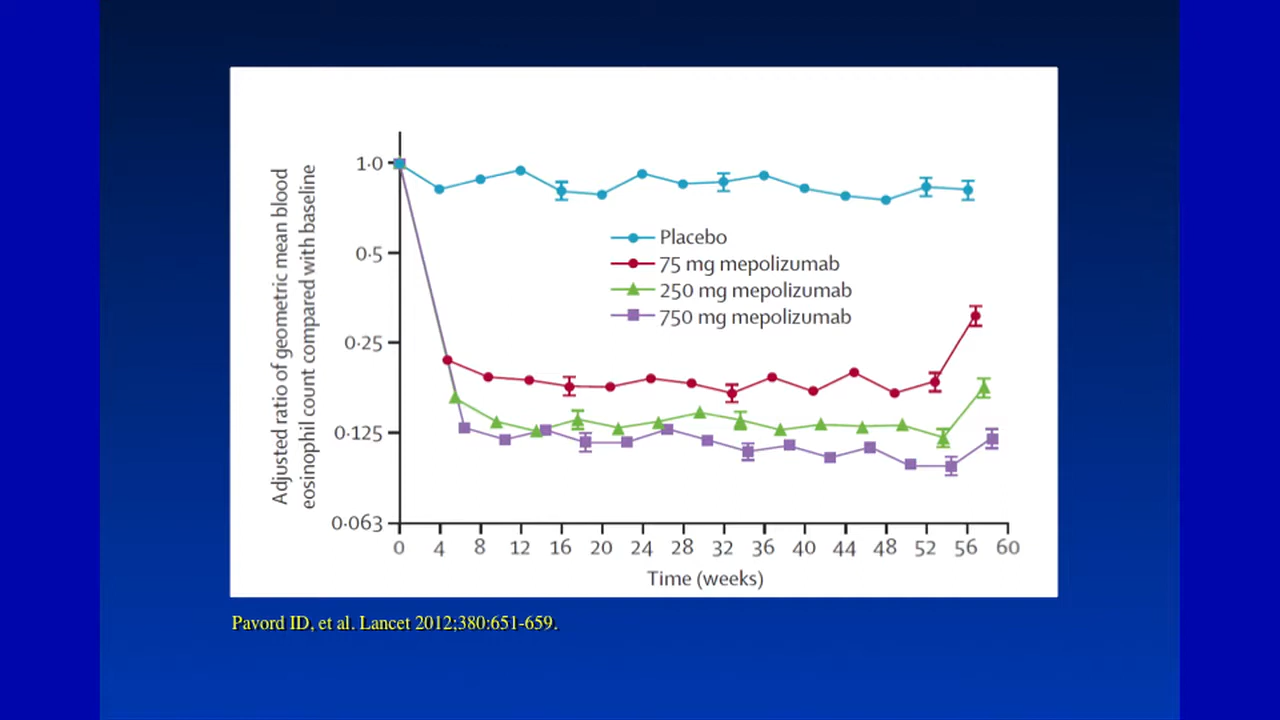 Adjusted ratio of geometric mean blood
eosinophil count compared with baseline
1·0
0·5
0·25
0·125
0·063
Placebo
75 mg mepolizumab
250 mg mepolizumab
750 mg mepolizumab
0 4 8 12 16 20 24 28 32 36 40 44 48 52 56 60
Time (weeks)
Pavord ID, et al. Lancet 2012;380:651-659.